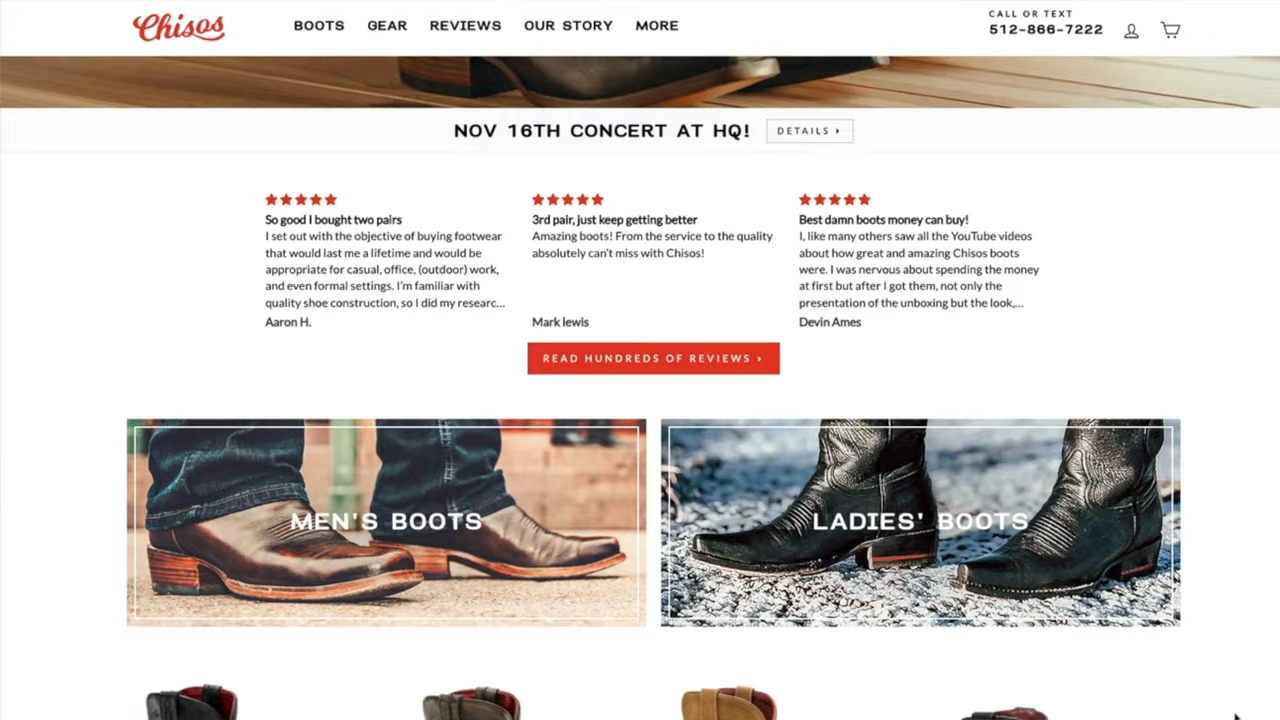 Chisos
BOOTS GEAR REVIEWS OUR STORY MORE
CALL OR TEXT
512-866-7222
NOV 16TH CONCERT AT HQ!
DETAILS
So good I bought two pairs
I set out with the objective of buying footwear
that would last me a lifetime and would be
appropriate for casual, office, (outdoor) work,
and even formal settings. I'm familiar with
quality shoe construction, so I did my researc...
Aaron H.
3rd pair, just keep getting better
Amazing boots! From the service to the quality
absolutely can't miss with Chisos!
Mark lewis
Best damn boots money can buy!
I, like many others saw all the YouTube videos
about how great and amazing Chisos boots
were. I was nervous about spending the money
at first but after I got them, not only the
presentation of the unboxing but the look,...
Devin Ames
READ HUNDREDS OF REVIEWS
MEN'S BOOTS
LADIES' BOOTS